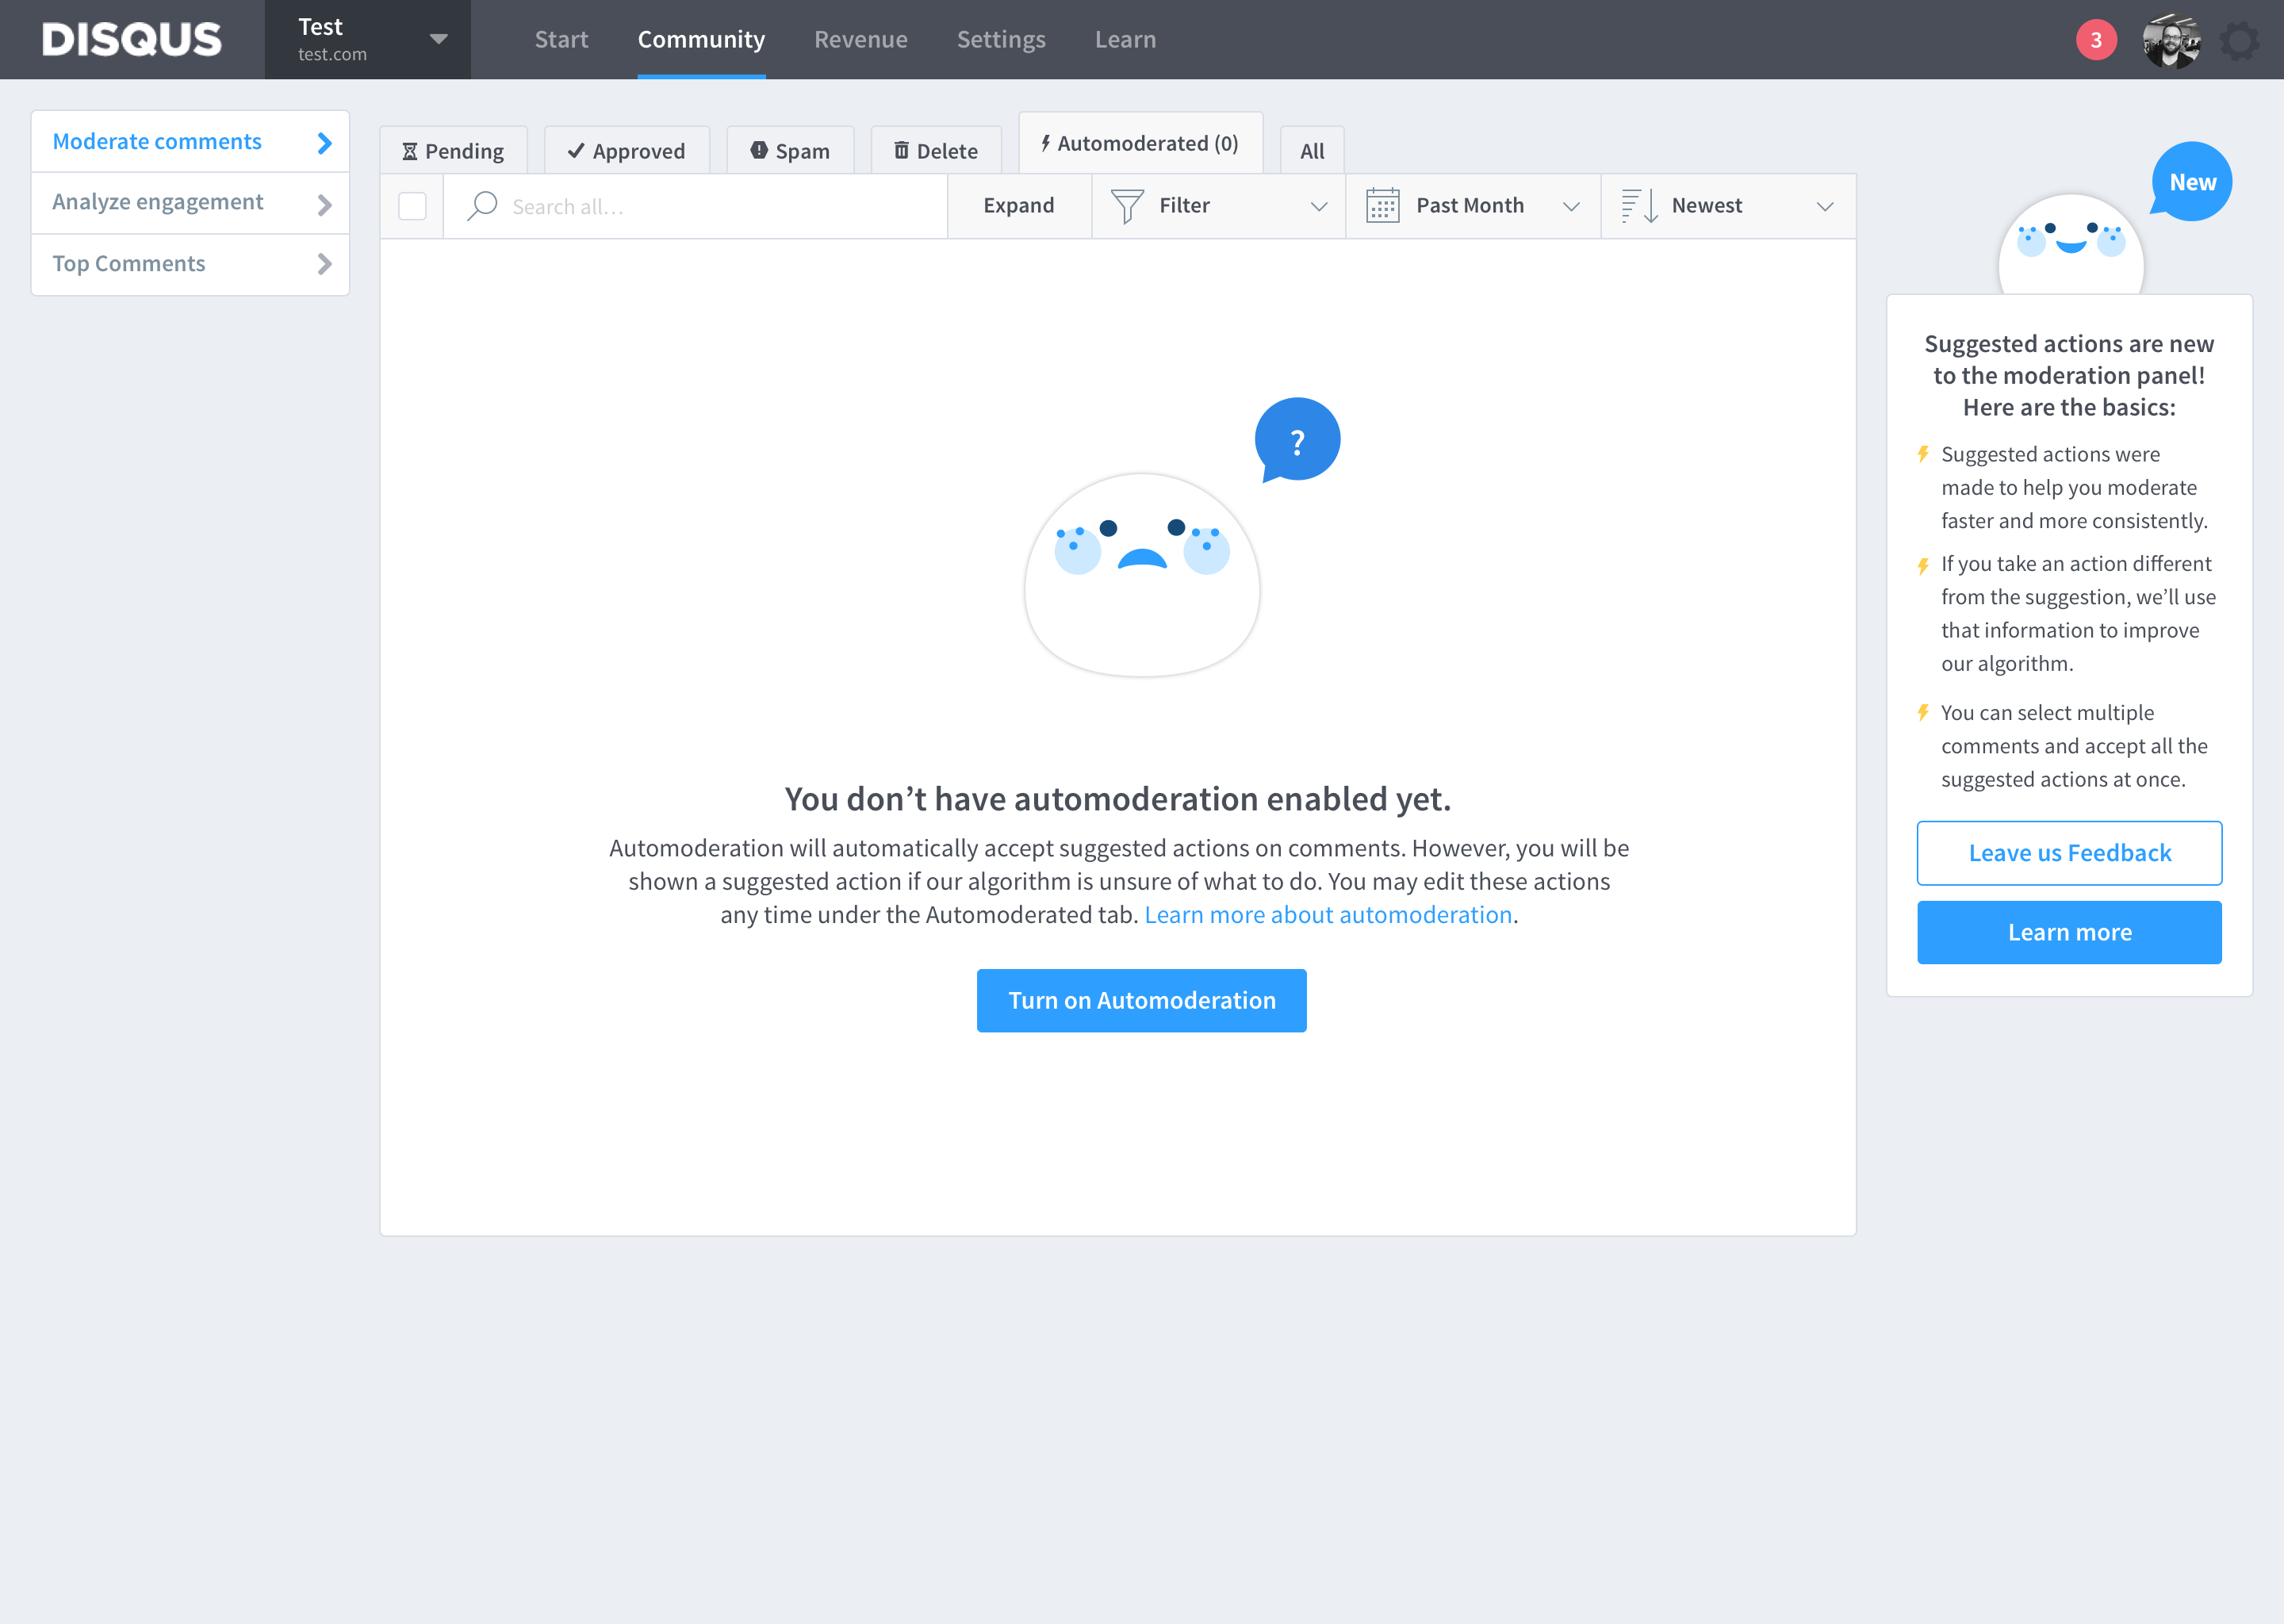 DISQUS
Test
test.com
Start
Community
Revenue
Settings
Learn
3
Moderate comments
Analyze engagement
Top Comments
Pending
Approved
Spam
Delete
Automoderated (0)
All
Search all...
Expand
Filter
Past Month
Newest
?
You don’t have automoderation enabled yet.
Automoderation will automatically accept suggested actions on comments. However, you will be
shown a suggested action if our algorithm is unsure of what to do. You may edit these actions
any time under the Automoderated tab. Learn more about automoderation.
Turn on Automoderation
New
Suggested actions are new
to the moderation panel!
Here are the basics:
Suggested actions were
made to help you moderate
faster and more consistently.
If you take an action different
from the suggestion, we’ll use
that information to improve
our algorithm.
You can select multiple
comments and accept all the
suggested actions at once.
Leave us Feedback
Learn more